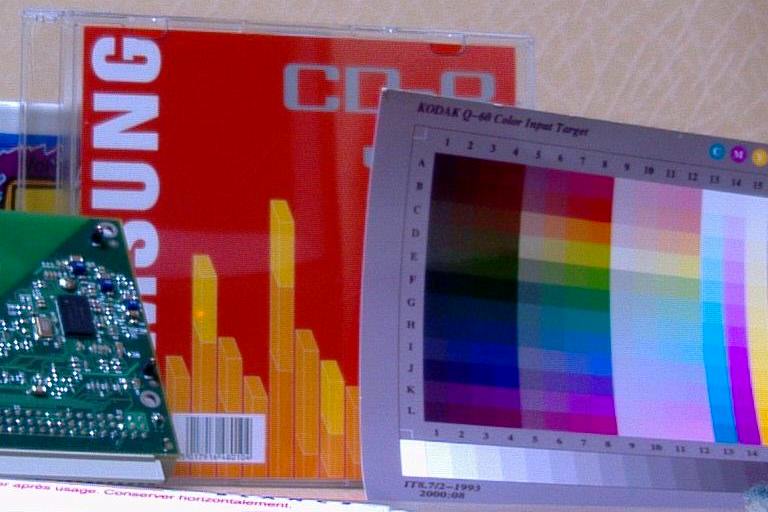 SAMSUNG
CD-R
KODAK Q-60 Color Input Target
C M Y
1 2 3 4 5 6 7 8 9 10 11 12 13 14 15
A
B
C
D
E
F
G
H
I
J
K
L
1 2 3 4 5 6 7 8 9 10 11 12 13 14
IT8.7/2-1993
2000:08
er après usage. Conserver horizontalement.